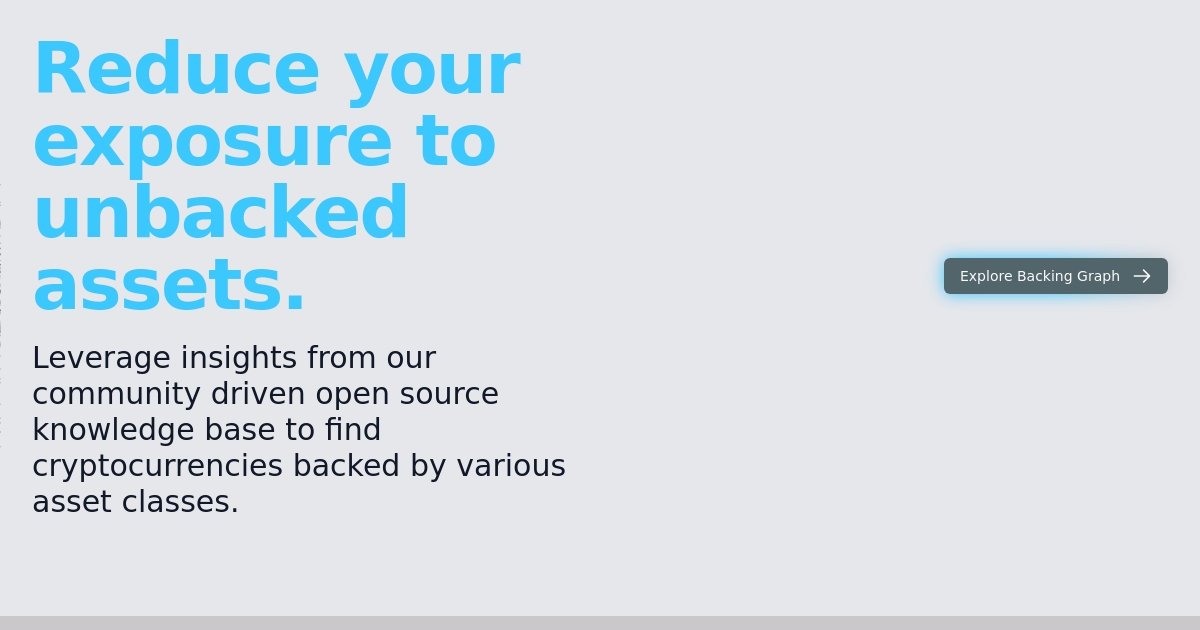 Reduce your
exposure to
unbacked
assets.
Leverage insights from our
community driven open source
knowledge base to find
cryptocurrencies backed by various
asset classes.
Explore Backing Graph